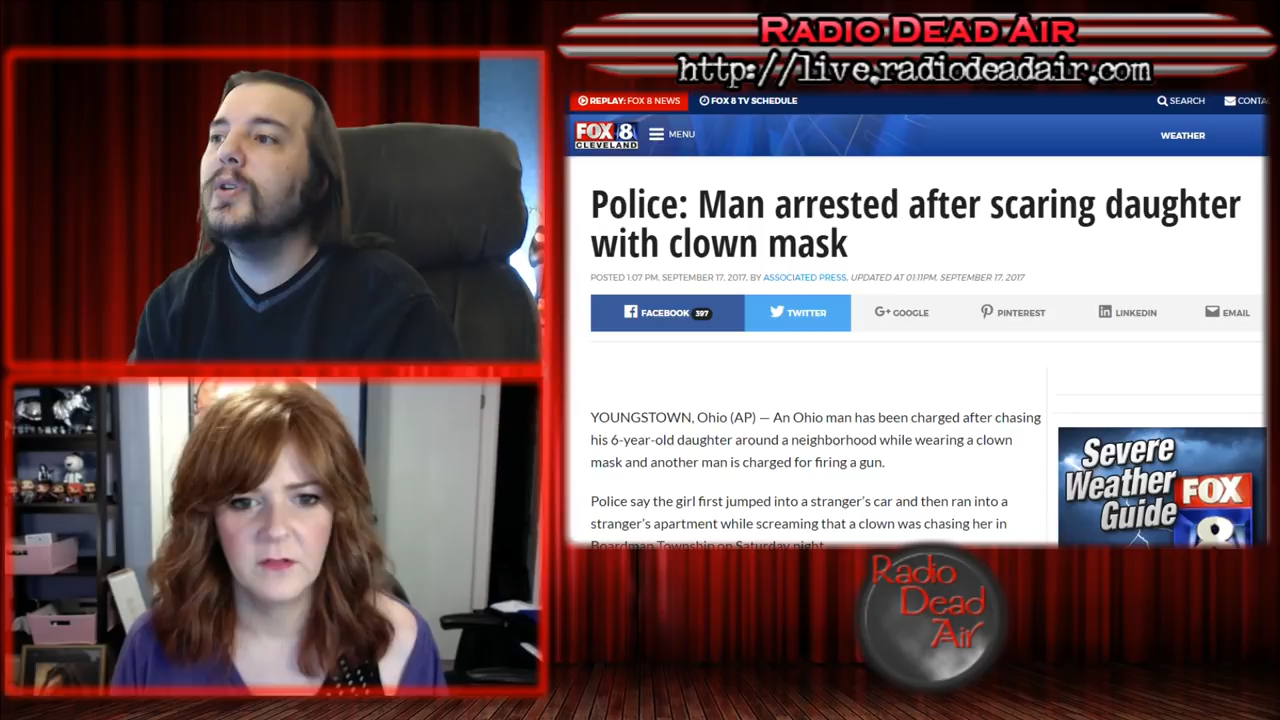 RADIO DEAD AIR
http://live.radiodeadair.com
REPLAY: FOX 8 NEWS
FOX 8 TV SCHEDULE
SEARCH
CONTA
FOX 8
CLEVELAND
MENU
WEATHER
Police: Man arrested after scaring daughter
with clown mask
POSTED 1:07 PM, SEPTEMBER 17, 2017, BY ASSOCIATED PRESS, UPDATED AT 01:11PM, SEPTEMBER 17, 2017
FACEBOOK 397
TWITTER
G+ GOOGLE
PINTEREST
LINKEDIN
EMAIL
YOUNGSTOWN, Ohio (AP) — An Ohio man has been charged after chasing
his 6-year-old daughter around a neighborhood while wearing a clown
mask and another man is charged for firing a gun.
Police say the girl first jumped into a stranger's car and then ran into a
stranger's apartment while screaming that a clown was chasing her in
Boardman Township on Saturday night.
Severe
Weather
Guide
FOX
8
Radio
Dead
Air